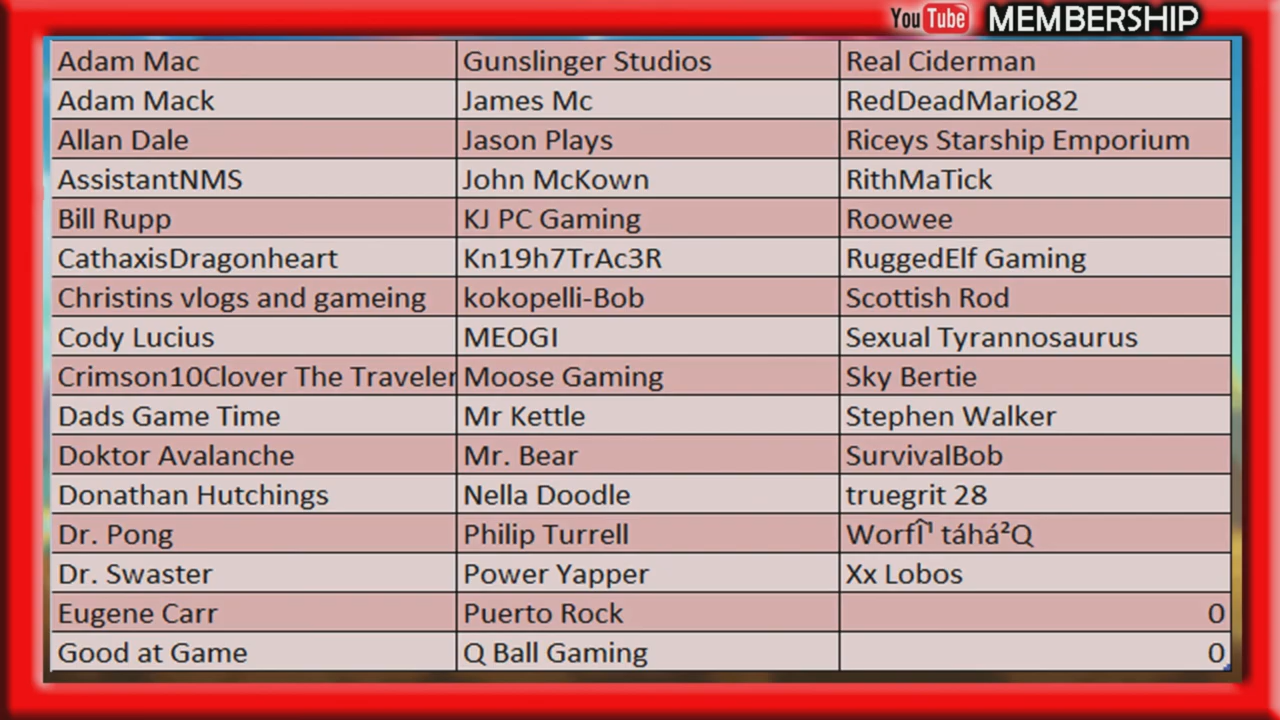 YouTube MEMBERSHIP
Adam Mac Gunslinger Studios Real Ciderman
Adam Mack James Mc RedDeadMario82
Allan Dale Jason Plays Riceys Starship Emporium
AssistantNMS John McKown RithMaTick
Bill Rupp KJ PC Gaming Roowee
CathaxisDragonheart Kn19h7TrAc3R RuggedElf Gaming
Christins vlogs and gameing kokopelli-Bob Scottish Rod
Cody Lucius MEOGI Sexual Tyrannosaurus
Crimson10Clover The Traveler Moose Gaming Sky Bertie
Dads Game Time Mr Kettle Stephen Walker
Doktor Avalanche Mr. Bear SurvivalBob
Donathan Hutchings Nella Doodle truegrit 28
Dr. Pong Philip Turrell WorfÎ¹ táhá²Q
Dr. Swaster Power Yapper Xx Lobos
Eugene Carr Puerto Rock 0
Good at Game Q Ball Gaming 0